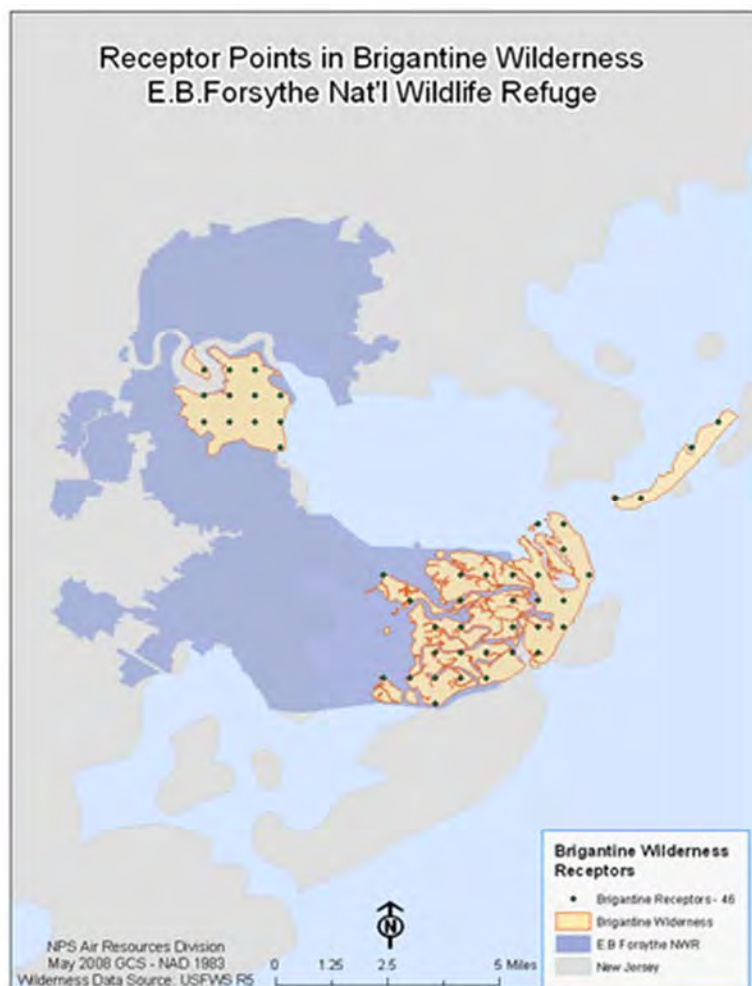 Receptor Points in Brigantine Wilderness
E.B.Forsythe Nat'l Wildlife Refuge
Brigantine Wilderness
Receptors
Brigantine Receptors - 46
Brigantine Wilderness
E.B Forsythe NWR
New Jersey
N
NPS Air Resources Division
May 2008 GCS - NAD 1983
Wilderness Data Source: USFWS R5
0 1.25 2.5 5 Miles